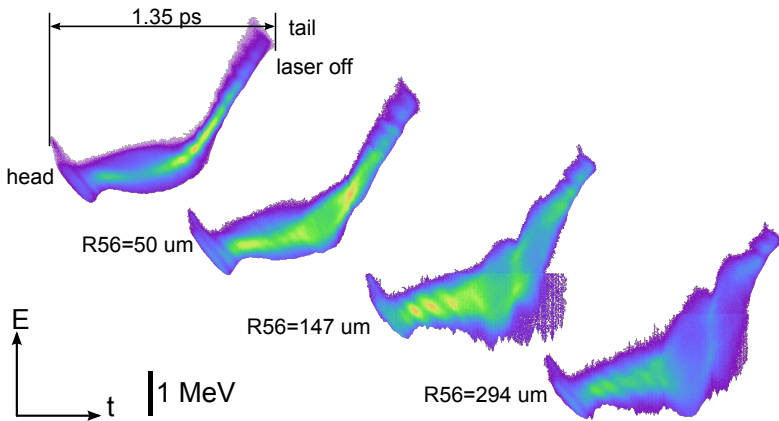 1.35 ps
tail
laser off
head
R56=50 um
R56=147 um
R56=294 um
E
t
1 MeV